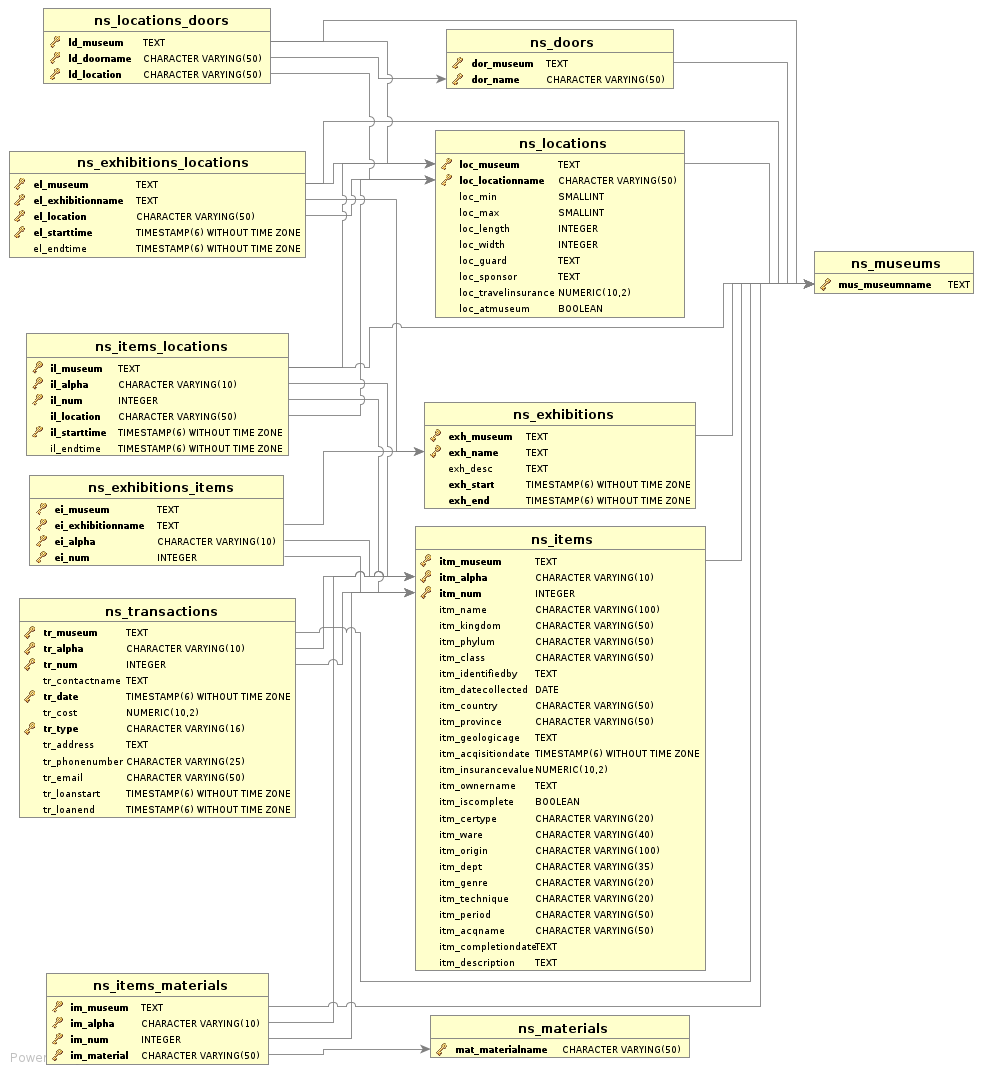 ns_locations_doors
ld_museum TEXT
ld_doorname CHARACTER VARYING(50)
ld_location CHARACTER VARYING(50)
ns_doors
dor_museum TEXT
dor_name CHARACTER VARYING(50)
ns_exhibitions_locations
el_museum TEXT
el_exhibitionname TEXT
el_location CHARACTER VARYING(50)
el_starttime TIMESTAMP(6) WITHOUT TIME ZONE
el_endtime TIMESTAMP(6) WITHOUT TIME ZONE
ns_locations
loc_museum TEXT
loc_locationname CHARACTER VARYING(50)
loc_min SMALLINT
loc_max SMALLINT
loc_length INTEGER
loc_width INTEGER
loc_guard TEXT
loc_sponsor TEXT
loc_travelinsurance NUMERIC(10,2)
loc_atmuseum BOOLEAN
ns_museums
mus_museumname TEXT
ns_items_locations
il_museum TEXT
il_alpha CHARACTER VARYING(10)
il_num INTEGER
il_location CHARACTER VARYING(50)
il_starttime TIMESTAMP(6) WITHOUT TIME ZONE
il_endtime TIMESTAMP(6) WITHOUT TIME ZONE
ns_exhibitions
exh_museum TEXT
exh_name TEXT
exh_desc TEXT
exh_start TIMESTAMP(6) WITHOUT TIME ZONE
exh_end TIMESTAMP(6) WITHOUT TIME ZONE
ns_exhibitions_items
ei_museum TEXT
ei_exhibitionname TEXT
ei_alpha CHARACTER VARYING(10)
ei_num INTEGER
ns_items
itm_museum TEXT
itm_alpha CHARACTER VARYING(10)
itm_num INTEGER
itm_name CHARACTER VARYING(100)
itm_kingdom CHARACTER VARYING(50)
itm_phylum CHARACTER VARYING(50)
itm_class CHARACTER VARYING(50)
itm_identifiedby TEXT
itm_datecollected DATE
itm_country CHARACTER VARYING(50)
itm_province CHARACTER VARYING(50)
itm_geologicage TEXT
itm_acqisitiondate TIMESTAMP(6) WITHOUT TIME ZONE
itm_insurancevalue NUMERIC(10,2)
itm_ownername TEXT
itm_iscomplete BOOLEAN
itm_certype CHARACTER VARYING(20)
itm_ware CHARACTER VARYING(40)
itm_origin CHARACTER VARYING(100)
itm_dept CHARACTER VARYING(35)
itm_genre CHARACTER VARYING(20)
itm_technique CHARACTER VARYING(20)
itm_period CHARACTER VARYING(50)
itm_acqname CHARACTER VARYING(50)
itm_completiondate TEXT
itm_description TEXT
ns_transactions
tr_museum TEXT
tr_alpha CHARACTER VARYING(10)
tr_num INTEGER
tr_contactname TEXT
tr_date TIMESTAMP(6) WITHOUT TIME ZONE
tr_cost NUMERIC(10,2)
tr_type CHARACTER VARYING(16)
tr_address TEXT
tr_phonenumber CHARACTER VARYING(25)
tr_email CHARACTER VARYING(50)
tr_loanstart TIMESTAMP(6) WITHOUT TIME ZONE
tr_loanend TIMESTAMP(6) WITHOUT TIME ZONE
ns_items_materials
im_museum TEXT
im_alpha CHARACTER VARYING(10)
im_num INTEGER
im_material CHARACTER VARYING(50)
ns_materials
mat_materialname CHARACTER VARYING(50)